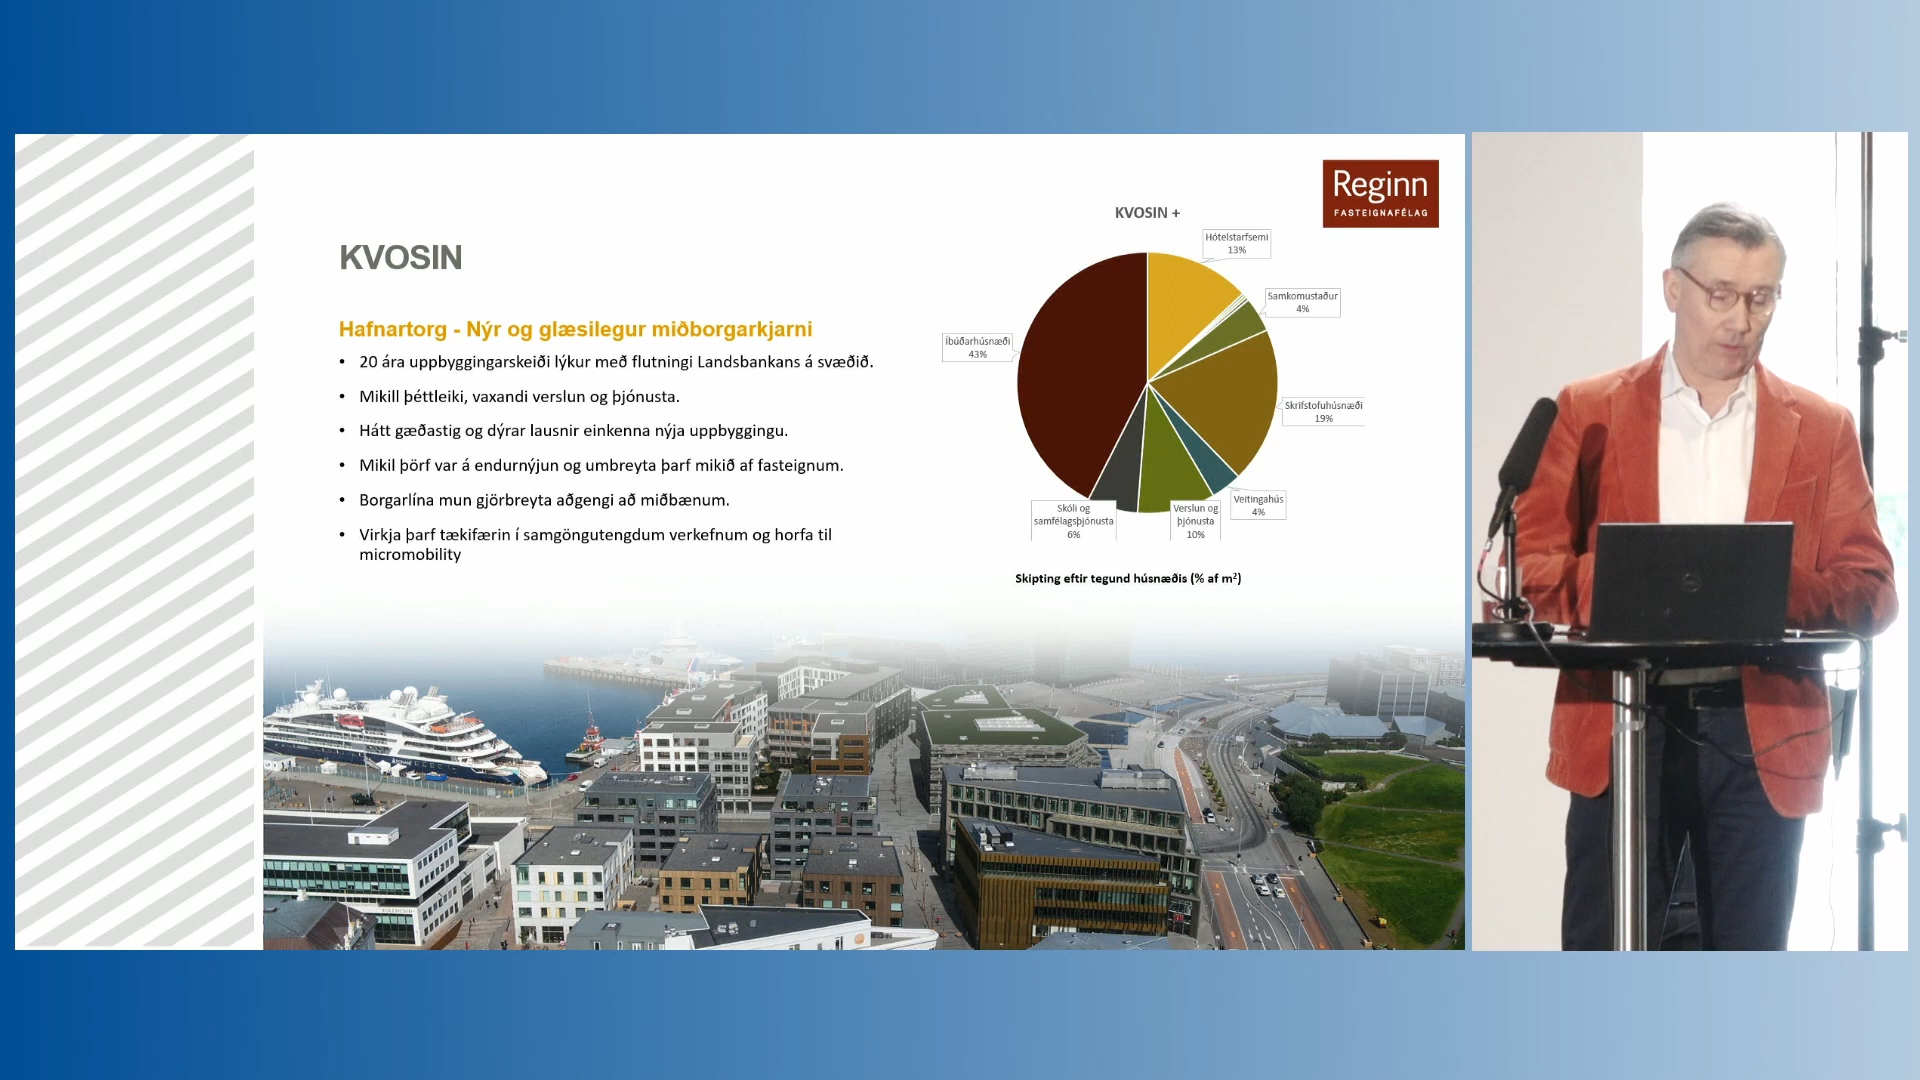 Reginn
FASTEIGNAFÉLAG
KVOSIN
Hafnartorg - Nýr og glæsilegur miðborgarkjarni
• 20 ára uppbyggingarskeiði lýkur með flutningi Landsbankans á svæðið.
• Mikill þéttleiki, vaxandi verslun og þjónusta.
• Hátt gæðastig og dýrar lausnir einkenna nýja uppbyggingu.
• Mikil þörf var á endurnýjun og umbreyta þarf mikið af fasteignum.
• Borgarlína mun gjörbreyta aðgengi að miðbænum.
• Virkja þarf tækifærin í samgöngutengdum verkefnum og horfa til
micromobility
KVOSIN +
Hótelstarfsemi
13%
Samkomustaður
4%
Skrifstofuhúsnæði
19%
Veitingahús
4%
Verslun og
þjónusta
10%
Skóli og
samfélagsþjónusta
6%
Íbúðarhúsnæði
43%
Skipting eftir tegund húsnæðis (% af m²)
DELL